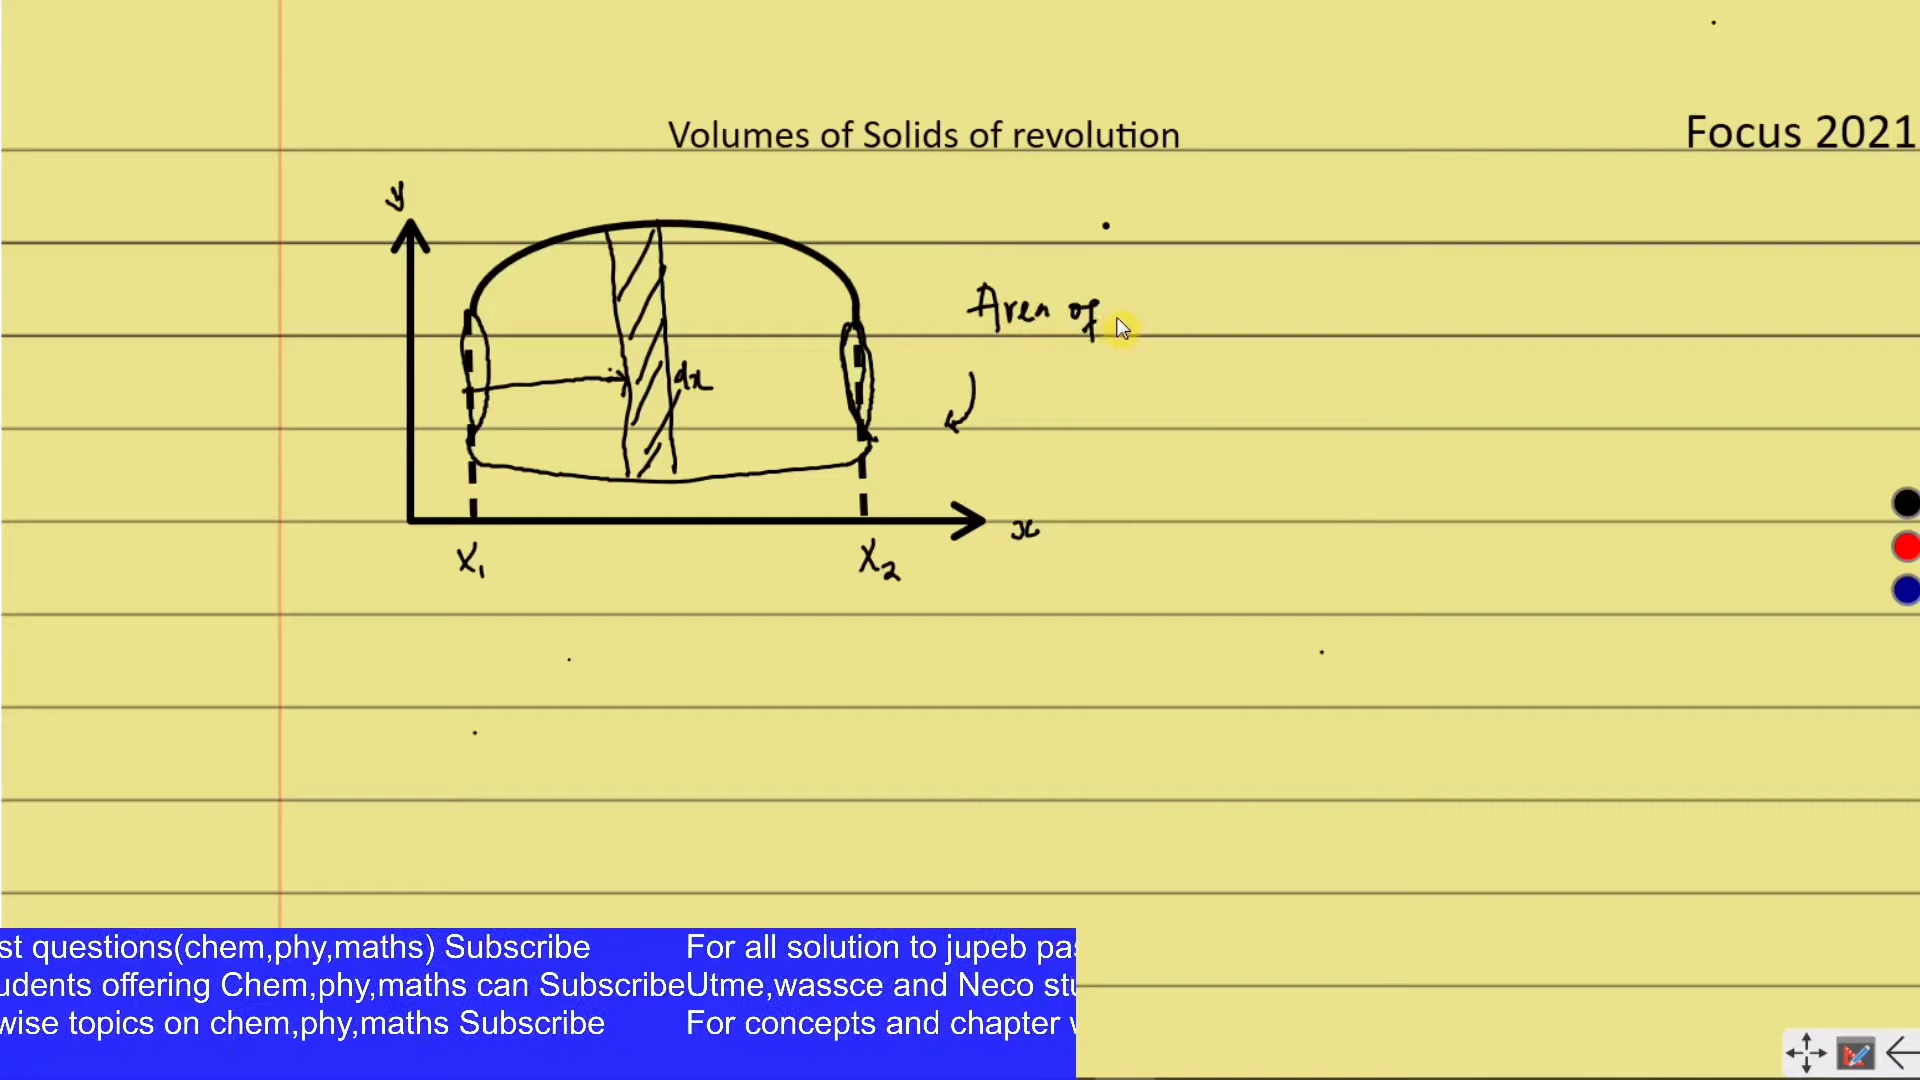 Volumes of Solids of revolution
Focus 2021
y
Area of
dx
x
X₁
X₂
st questions(chem,phy,maths) Subscribe
For all solution to jupeb pas
udents offering Chem,phy,maths can Subscribe
Utme,wassce and Neco stu
wise topics on chem,phy,maths Subscribe
For concepts and chapter w